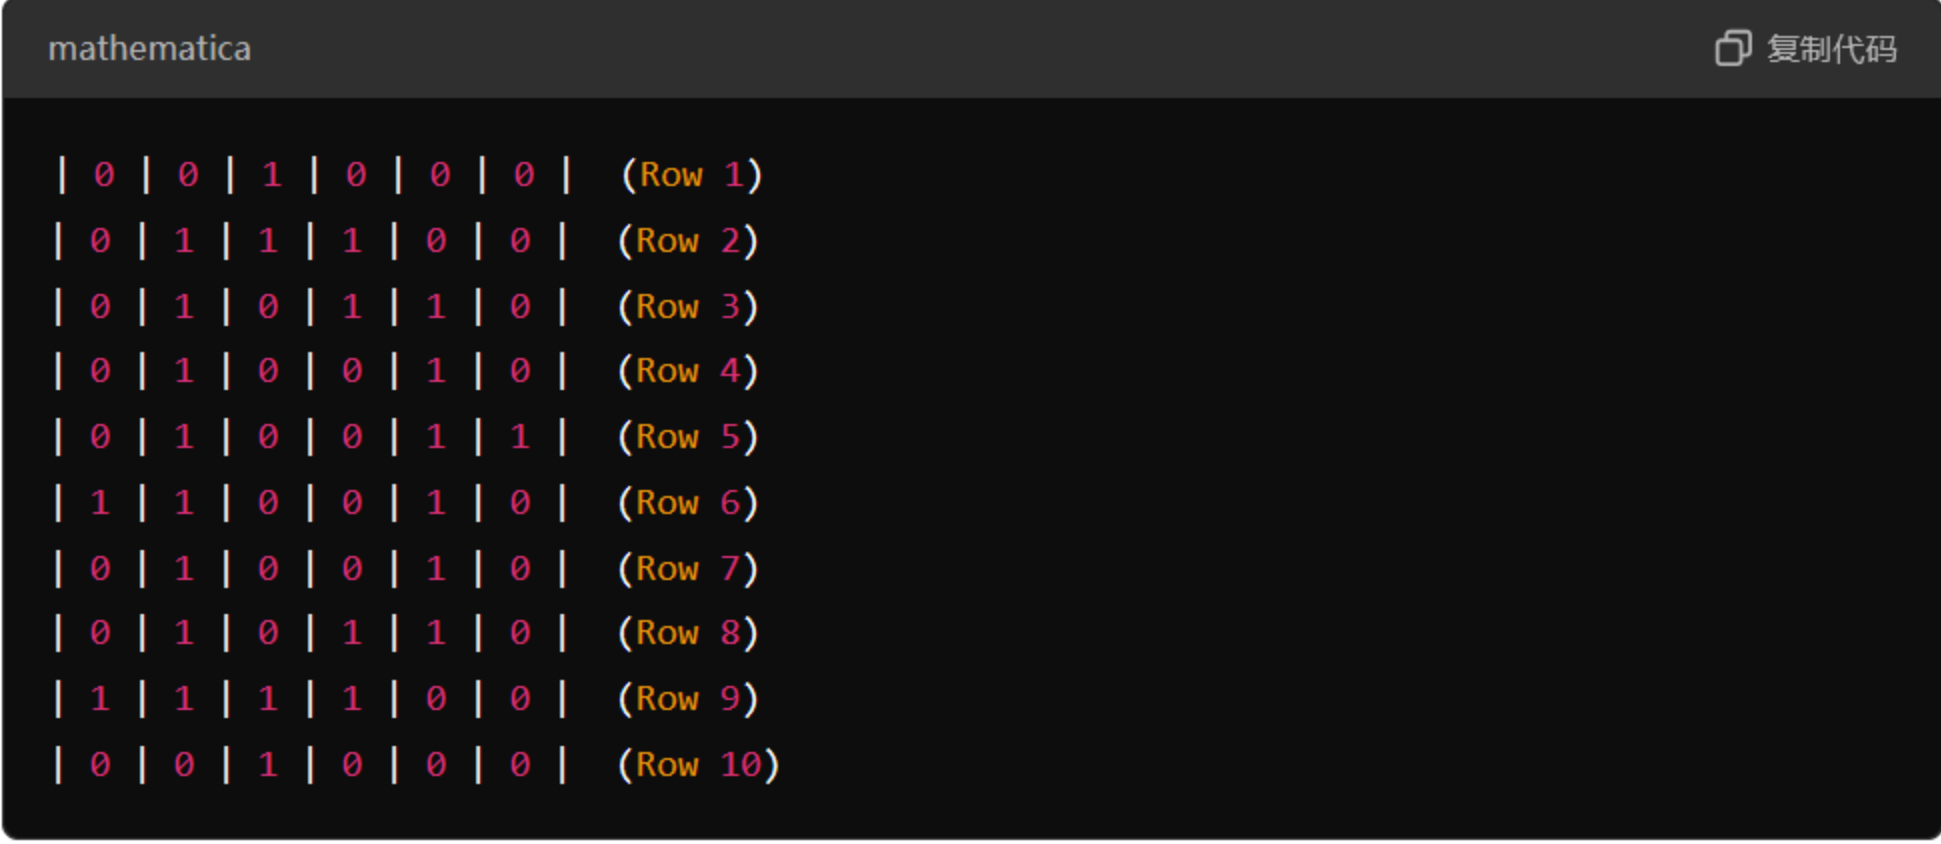 mathematica 复制代码
| 0 | 0 | 1 | 0 | 0 | 0 |  (Row 1)
| 0 | 1 | 1 | 1 | 0 | 0 |  (Row 2)
| 0 | 1 | 0 | 1 | 1 | 0 |  (Row 3)
| 0 | 1 | 0 | 0 | 1 | 0 |  (Row 4)
| 0 | 1 | 0 | 0 | 1 | 1 |  (Row 5)
| 1 | 1 | 0 | 0 | 1 | 0 |  (Row 6)
| 0 | 1 | 0 | 0 | 1 | 0 |  (Row 7)
| 0 | 1 | 0 | 1 | 1 | 0 |  (Row 8)
| 1 | 1 | 1 | 1 | 0 | 0 |  (Row 9)
| 0 | 0 | 1 | 0 | 0 | 0 |  (Row 10)